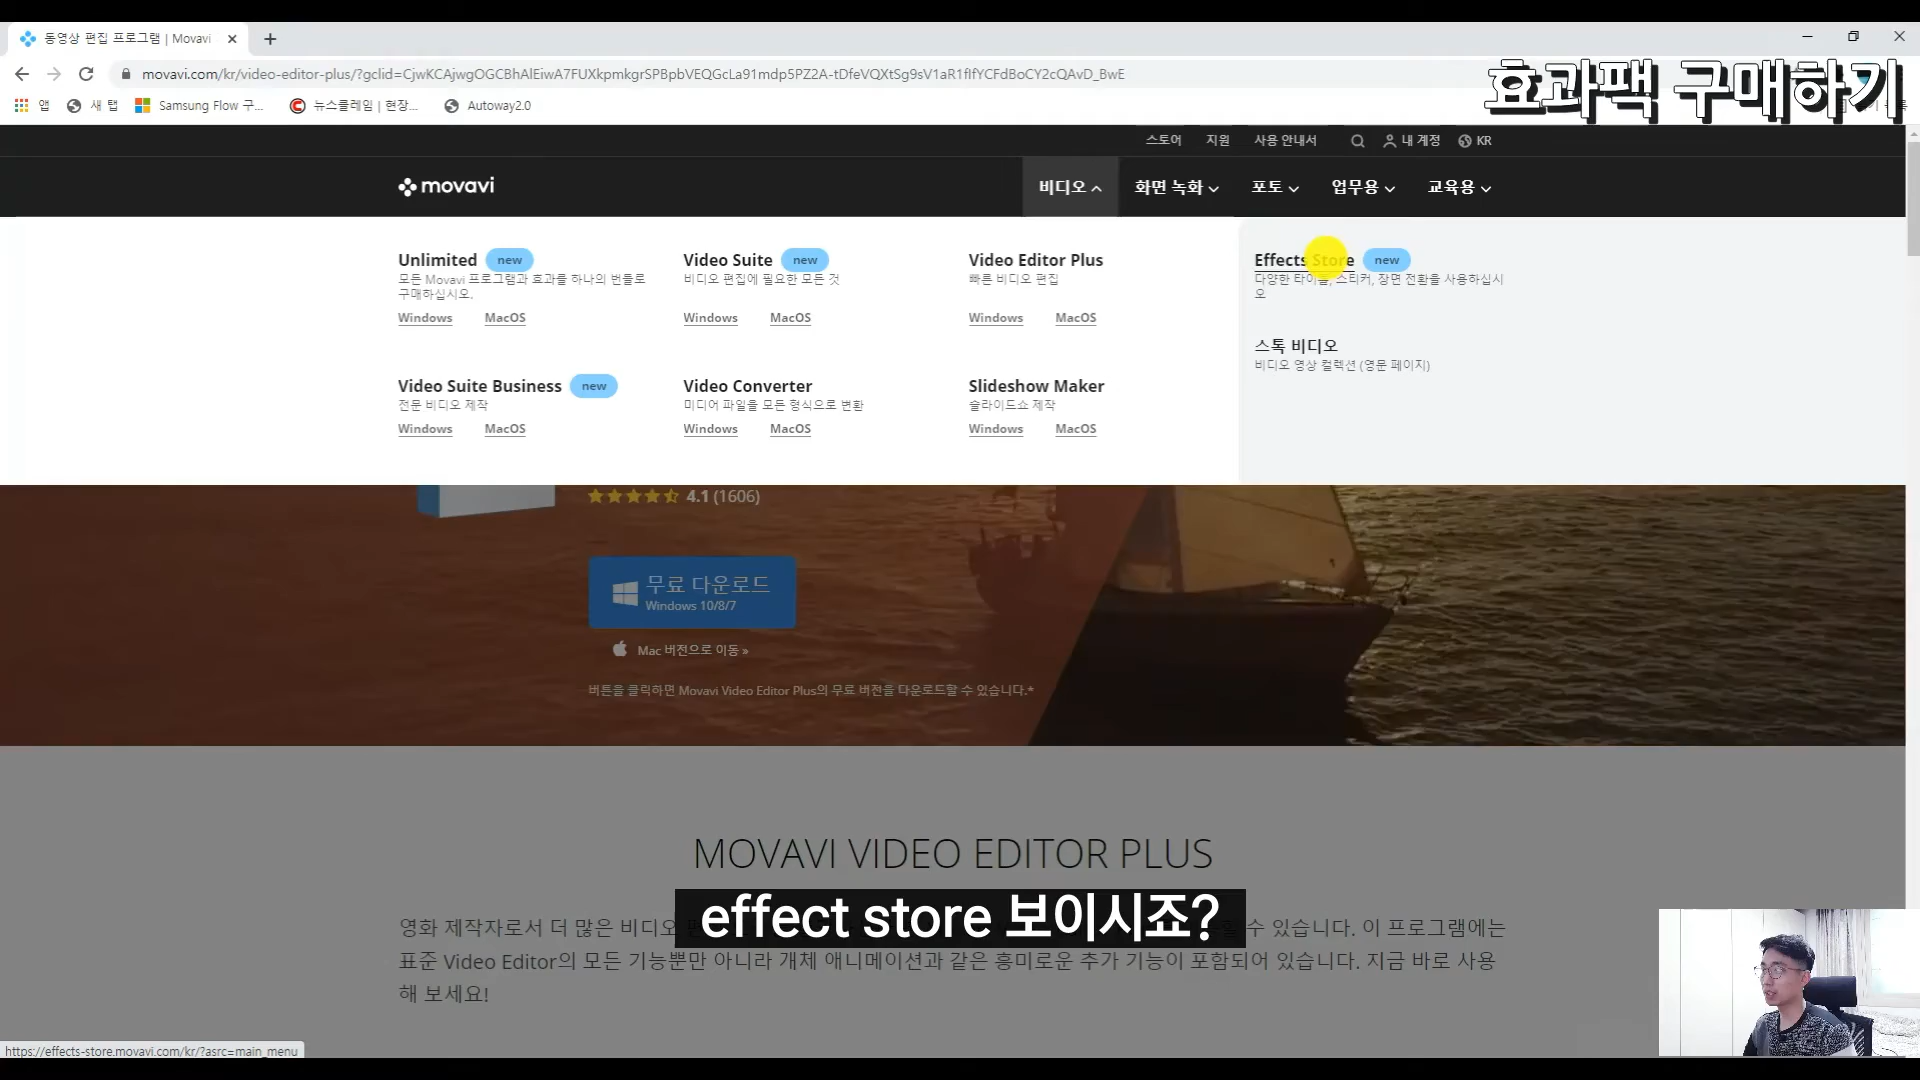 동영상 편집 프로그램 | Movavi
movavi.com/kr/video-editor-plus/?gclid=CjwKCAjwgOGCBhAlEiwA7FUXkpmkgrSPBpbVEQGcLa91mdp5PZ2A-tDfeVQXtSg9sV1aR1fIfYCFdBoCY2cQAvD_BwE
효과팩 구매하기
앱 새 탭 Samsung Flow 구... 뉴스클레임 | 현장... Autoway2.0
스토어 지원 사용 안내서 내 계정 KR
movavi 비디오 화면 녹화 포토 업무용 교육용
Unlimited new
모든 Movavi 프로그램과 효과를 하나의 번들로
구매하십시오.
Windows MacOS
Video Suite new
비디오 편집에 필요한 모든 것
Windows MacOS
Video Editor Plus
빠른 비디오 편집
Windows MacOS
Effects Store new
다양한 타이틀, 스티커, 장면 전환을 사용하십시
오
스톡 비디오
비디오 영상 컬렉션 (영문 페이지)
Video Suite Business new
전문 비디오 제작
Windows MacOS
Video Converter
미디어 파일을 모든 형식으로 변환
Windows MacOS
Slideshow Maker
슬라이드쇼 제작
Windows MacOS
4.1 (1606)
무료 다운로드
Windows 10/8/7
Mac 버전으로 이동 »
버튼을 클릭하면 Movavi Video Editor Plus의 무료 버전을 다운로드할 수 있습니다.*
MOVAVI VIDEO EDITOR PLUS
effect store 보이시죠?
영화 제작자로서 더 많은 비디오 수 있습니다. 이 프로그램에는
표준 Video Editor의 모든 기능뿐만 아니라 개체 애니메이션과 같은 흥미로운 추가 기능이 포함되어 있습니다. 지금 바로 사용
해 보세요!
https://effects-store.movavi.com/kr/?asrc=main_menu